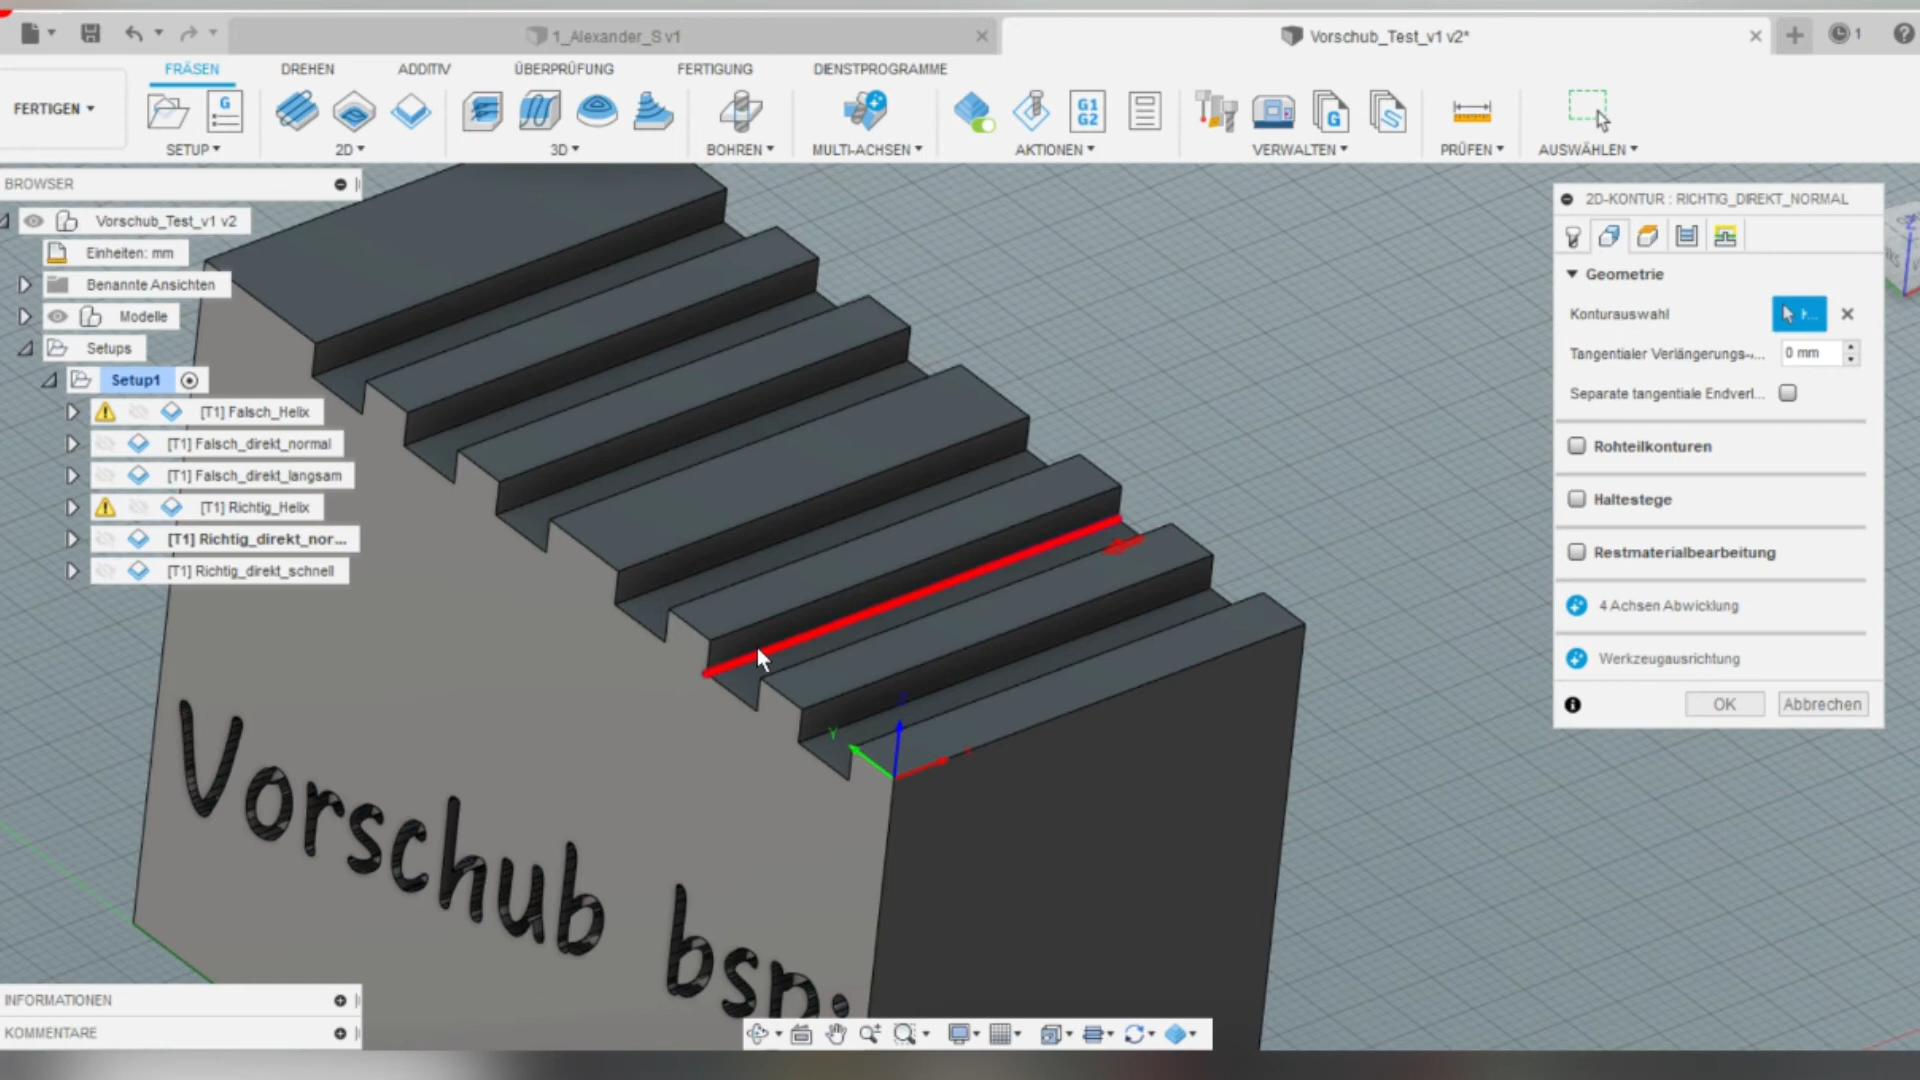 1_Alexander_S v1
Vorschub_Test_v1 v2*
1
FRÄSEN
DREHEN
ADDITIV
ÜBERPRÜFUNG
FERTIGUNG
DIENSTPROGRAMME
FERTIGEN
G
G1
G2
G
SETUP
2D
3D
BOHREN
MULTI-ACHSEN
AKTIONEN
VERWALTEN
PRÜFEN
AUSWÄHLEN
BROWSER
Vorschub_Test_v1 v2
Einheiten: mm
Benannte Ansichten
Modelle
Setups
Setup1
[T1] Falsch_Helix
[T1] Falsch_direkt_normal
[T1] Falsch_direkt_langsam
[T1] Richtig_Helix
[T1] Richtig_direkt_nor...
[T1] Richtig_direkt_schnell
2D-KONTUR : RICHTIG_DIREKT_NORMAL
Geometrie
Konturauswahl
Tangentialer Verlängerungs-... 0 mm
Separate tangentiale Endverl...
Rohteilkonturen
Haltestege
Restmaterialbearbeitung
4 Achsen Abwicklung
Werkzeugausrichtung
OK Abbrechen
Z
Y
Vorschub bsp.
INFORMATIONEN
KOMMENTARE